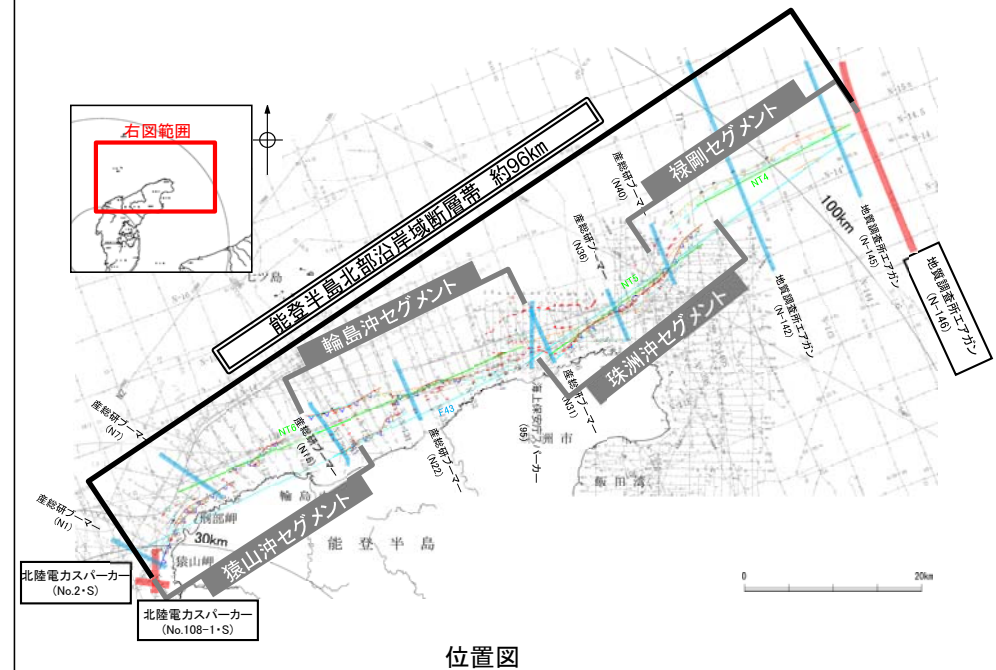 右図範囲
能登半島北部沿岸域断層帯 約96km
禄剛セグメント
輪島沖セグメント
珠洲沖セグメント
猿山沖セグメント
産総研ブーマー
(N40)
産総研ブーマー
(N36)
NT4
100km
地質調査所エアガン
(N-145)
地質調査所エアガン
(N-146)
地質調査所エアガン
(N-142)
NT5
七ツ島
産総研ブーマー
(N31)
海上保安庁スパーカー
(95)
洲市
飯田湾
E43
産総研ブーマー
(N22)
NT6
産総研ブーマー
産総研ブーマー
(N7)
産総研ブーマー
(N1)
輪島
能登半島
30km
猿山岬
北陸電力スパーカー
(No.2・S)
北陸電力スパーカー
(No.108-1・S)
0
20km
位置図